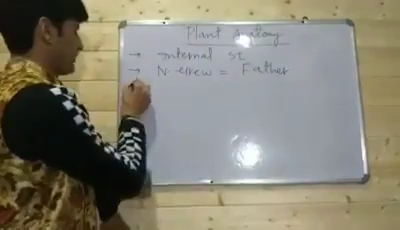 Plant Anatomy
→ Internal st
→ N. Grew = Father
→